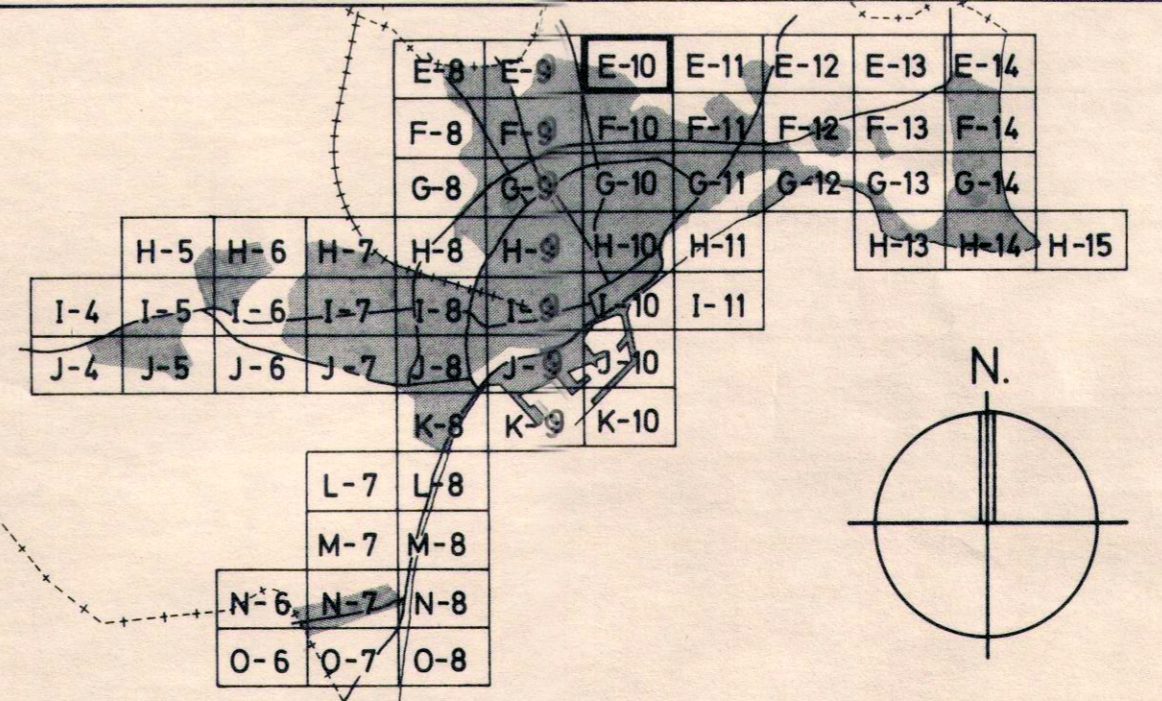 E-8 E-9 E-10 E-11 E-12 E-13 E-14
F-8 F-9 F-10 F-11 F-12 F-13 F-14
G-8 G-9 G-10 G-11 G-12 G-13 G-14
H-5 H-6 H-7 H-8 H-9 H-10 H-11 H-13 H-14 H-15
I-4 I-5 I-6 I-7 I-8 I-9 I-10 I-11
J-4 J-5 J-6 J-7 J-8 J-9 J-10
N.
K-8 K-9 K-10
L-7 L-8
M-7 M-8
N-6 N-7 N-8
O-6 O-7 O-8